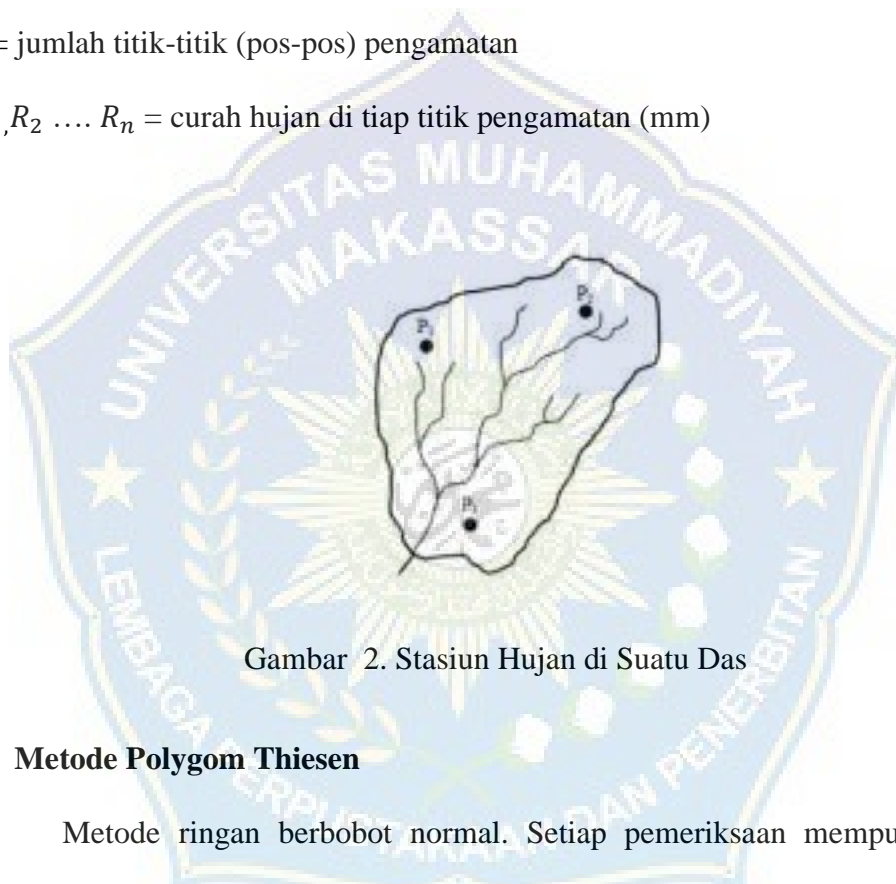 = jumlah titik-titik (pos-pos) pengamatan
,R₂ …. Rₙ = curah hujan di tiap titik pengamatan (mm)
UNIVERSITAS MUHAMMADIYAH
MAKASSAR
P₂
Gambar 2. Stasiun Hujan di Suatu Das
LEMBAGA PERPUSTAKAAN DAN PENERBITAN
Metode Polygom Thiesen
Metode ringan berbobot normal. Setiap pemeriksaan mempu